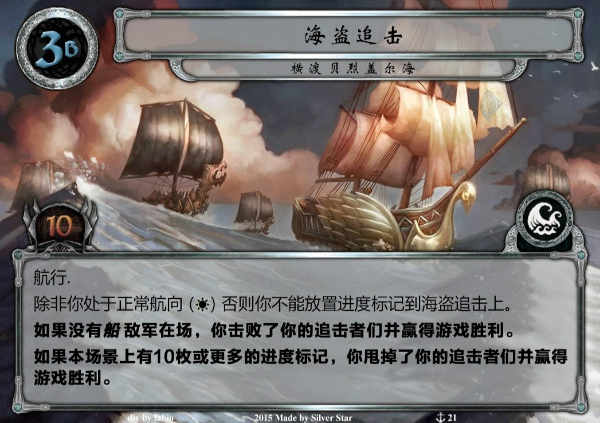 3B
海盗追击
横渡贝烈盖尔海
10
航行.
除非你处于正常航向 (☀) 否则你不能放置进度标记到海盗追击上。
如果没有船敌军在场，你击败了你的追击者们并赢得游戏胜利。
如果本场景上有10枚或更多的进度标记，你甩掉了你的追击者们并赢得
游戏胜利。
2015 Made by Silver Star
21